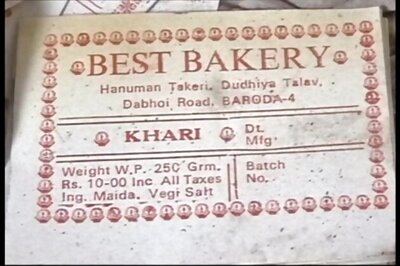 BEST BAKERY
Hanuman Tekeri, Dudhiya Talav,
Dabhoi Road, BARODA-4
KHARI
Dt.
Mfg.
Weight W.P. 250 Grm.
Rs. 10-00 Inc All Taxes
Ing. Maida. Vegi Salt
Batch
No.